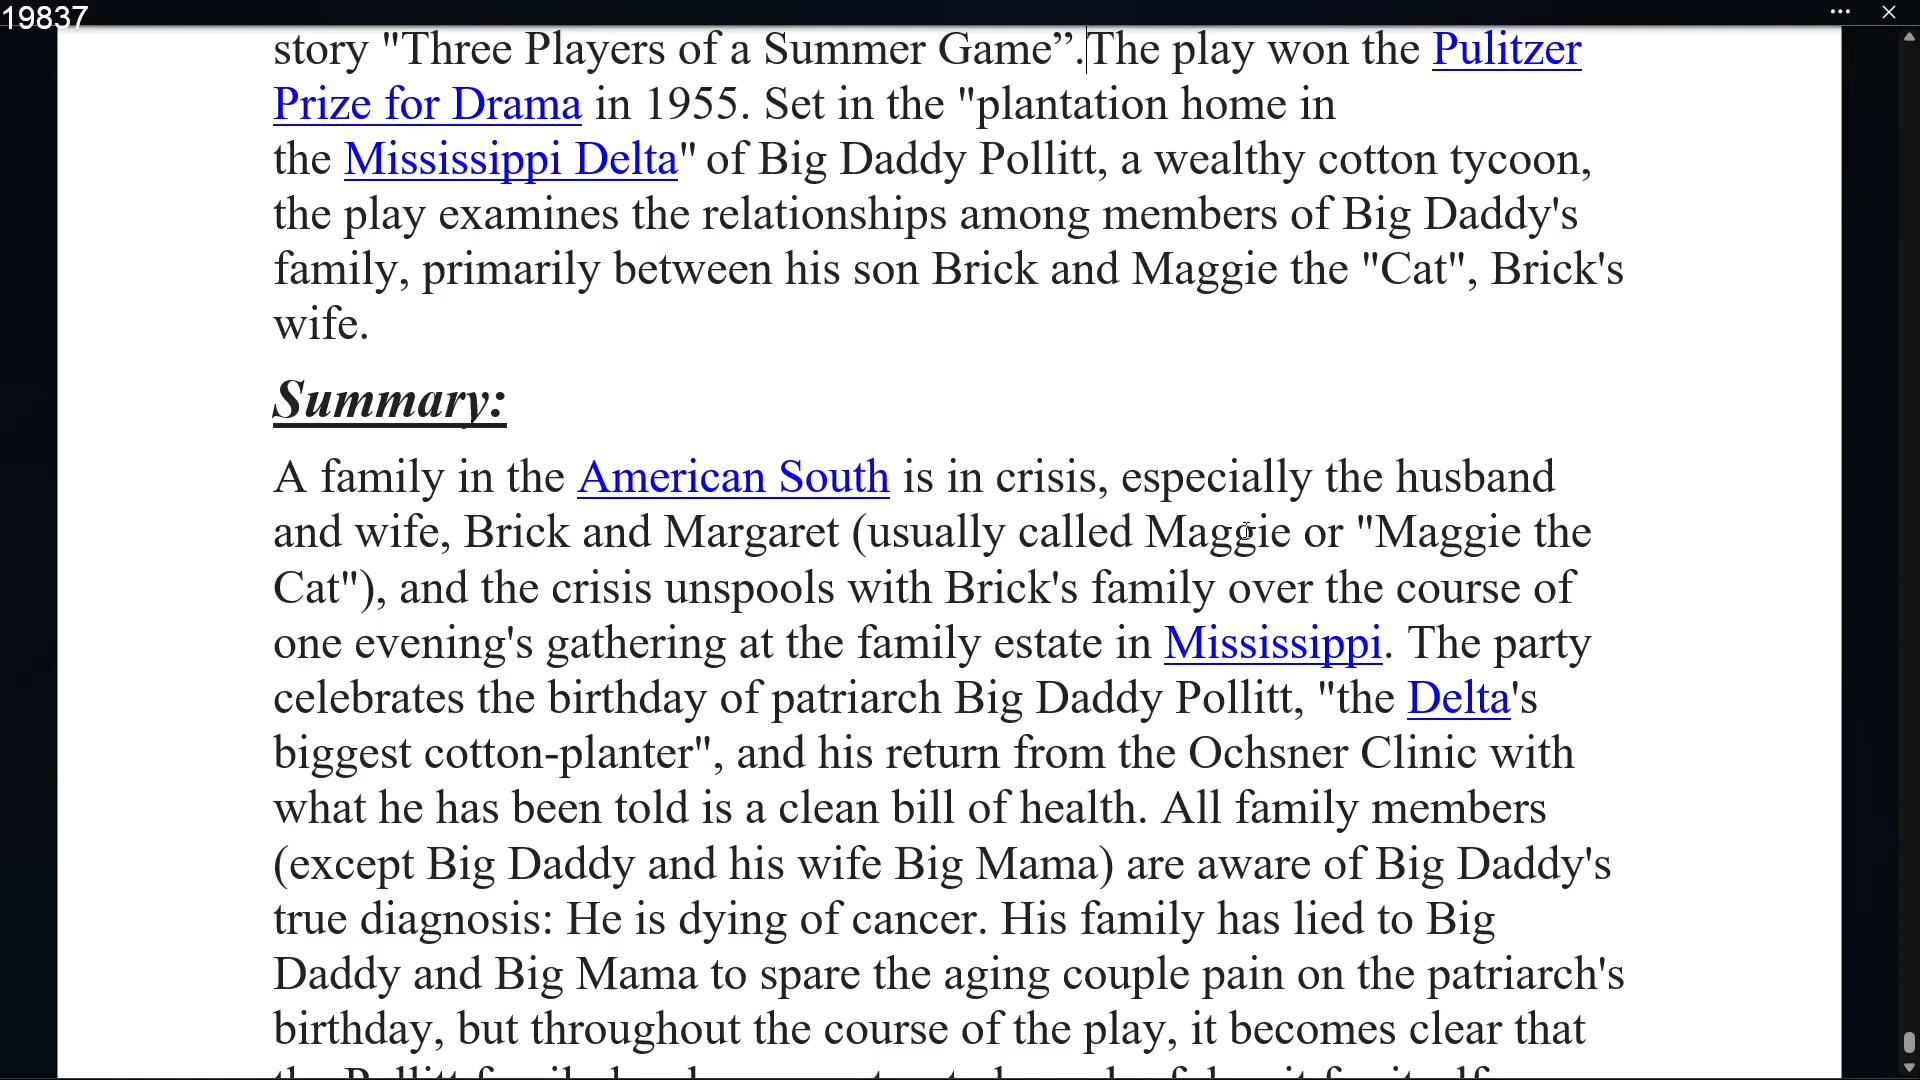 19837
story "Three Players of a Summer Game”.The play won the Pulitzer
Prize for Drama in 1955. Set in the "plantation home in
the Mississippi Delta" of Big Daddy Pollitt, a wealthy cotton tycoon,
the play examines the relationships among members of Big Daddy's
family, primarily between his son Brick and Maggie the "Cat", Brick's
wife.
Summary:
A family in the American South is in crisis, especially the husband
and wife, Brick and Margaret (usually called Maggie or "Maggie the
Cat"), and the crisis unspools with Brick's family over the course of
one evening's gathering at the family estate in Mississippi. The party
celebrates the birthday of patriarch Big Daddy Pollitt, "the Delta's
biggest cotton-planter", and his return from the Ochsner Clinic with
what he has been told is a clean bill of health. All family members
(except Big Daddy and his wife Big Mama) are aware of Big Daddy's
true diagnosis: He is dying of cancer. His family has lied to Big
Daddy and Big Mama to spare the aging couple pain on the patriarch's
birthday, but throughout the course of the play, it becomes clear that